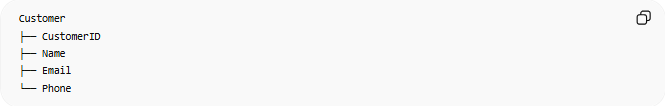 Customer
├── CustomerID
├── Name
├── Email
└── Phone